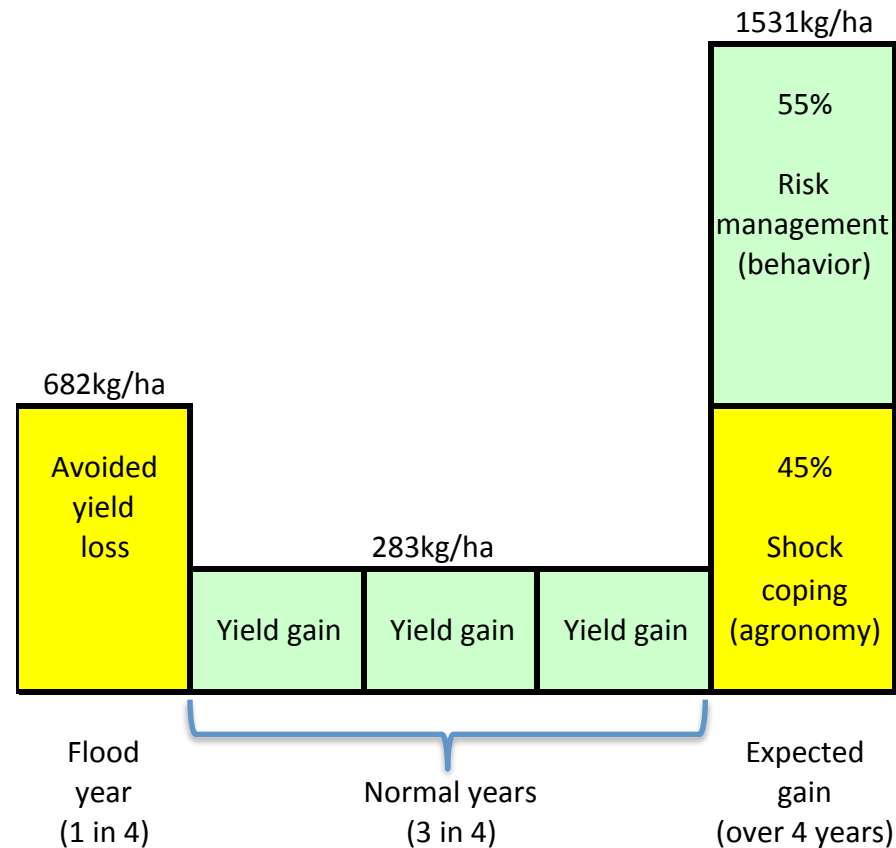 1531kg/ha
55%
Risk
management
(behavior)
682kg/ha
Avoided
yield
loss
45%
Shock
coping
(agronomy)
283kg/ha
Yield gain
Yield gain
Yield gain
Flood
year
(1 in 4)
Normal years
(3 in 4)
Expected
gain
(over 4 years)